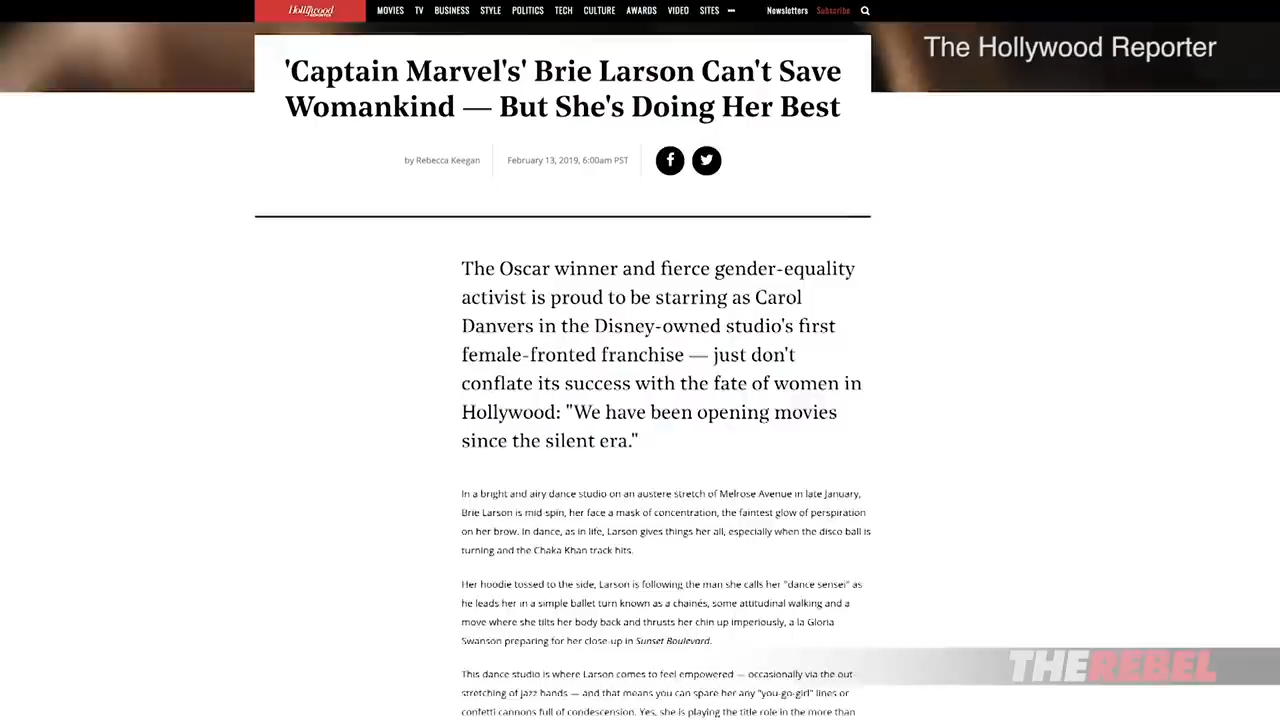 Hollywood
REPORTER
MOVIES TV BUSINESS STYLE POLITICS TECH CULTURE AWARDS VIDEO SITES ••• Newsletters Subscribe
The Hollywood Reporter
'Captain Marvel's' Brie Larson Can't Save
Womankind — But She's Doing Her Best
by Rebecca Keegan February 13, 2019, 6:00am PST
The Oscar winner and fierce gender-equality
activist is proud to be starring as Carol
Danvers in the Disney-owned studio's first
female-fronted franchise — just don't
conflate its success with the fate of women in
Hollywood: "We have been opening movies
since the silent era."
In a bright and airy dance studio on an austere stretch of Melrose Avenue in late January,
Brie Larson is mid-spin, her face a mask of concentration, the faintest glow of perspiration
on her brow. In dance, as in life, Larson gives things her all, especially when the disco ball is
turning and the Chaka Khan track hits.
Her hoodie tossed to the side, Larson is following the man she calls her "dance sensei" as
he leads her in a simple ballet turn known as a chainés, some attitudinal walking and a
move where she tilts her body back and thrusts her chin up imperiously, a la Gloria
Swanson preparing for her close-up in Sunset Boulevard.
This dance studio is where Larson comes to feel empowered — occasionally via the out-
stretching of jazz hands — and that means you can spare her any "you-go-girl" lines or
confetti cannons full of condescension. Yes, she is playing the title role in the more than
THE REBEL